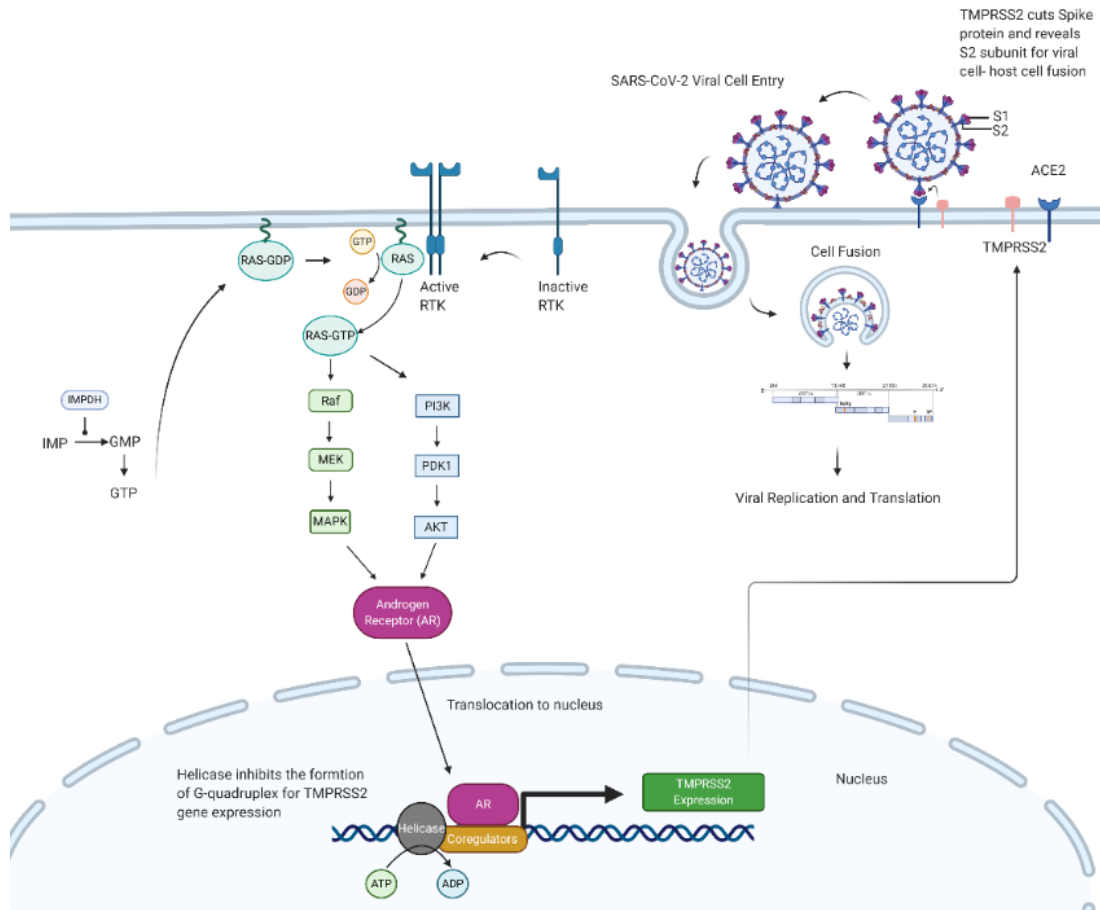 TMPRSS2 cuts Spike
protein and reveals
S2 subunit for viral
cell- host cell fusion
SARS-CoV-2 Viral Cell Entry
S1
S2
ACE2
TMPRSS2
Cell Fusion
RAS-GDP
GTP
RAS
GDP
Active
RTK
Inactive
RTK
RAS-GTP
Raf
PI3K
IMPDH
IMP
GMP
GTP
MEK
PDK1
MAPK
AKT
Viral Replication and Translation
Androgen
Receptor (AR)
Translocation to nucleus
Helicase inhibits the formtion
of G-quadruplex for TMPRSS2
gene expression
TMPRSS2
Expression
Nucleus
AR
Helicase
Coregulators
ATP
ADP